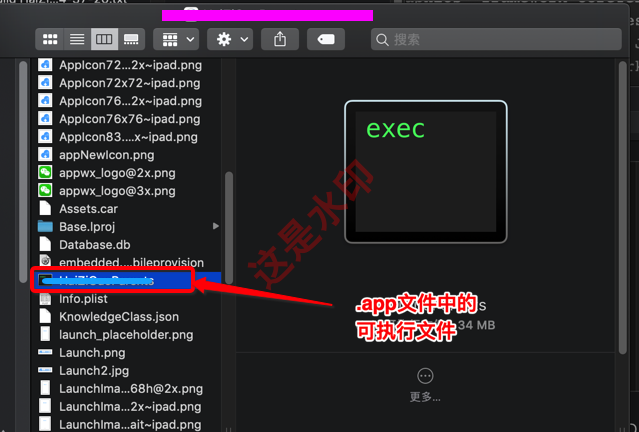 搜索
AppIcon72...2x~ipad.png
AppIcon72x72~ipad.png
AppIcon76...2x~ipad.png
AppIcon76x76~ipad.png
AppIcon83....x~ipad.png
appNewIcon.png
appwx_logo@2x.png
appwx_logo@3x.png
Assets.car
Base.lproj
Database.db
embedded....bileprovision
Info.plist
KnowledgeClass.json
launch_placeholder.png
Launch.png
Launch2.jpg
LaunchIma...68h@2x.png
LaunchIma...2x~ipad.png
LaunchIma...ait~ipad.png
exec
这是水印
.app文件中的
可执行文件
34 MB
更多...